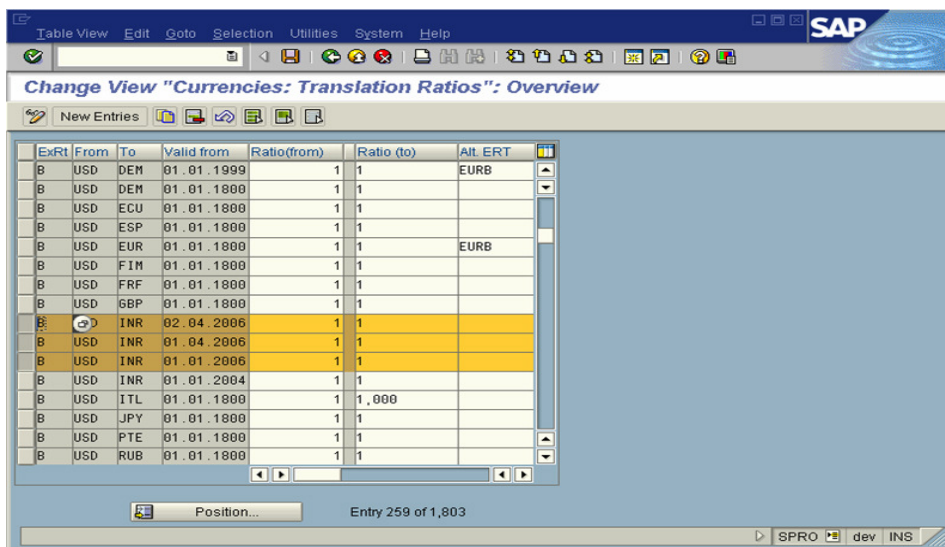 Table View Edit Goto Selection Utilities System Help
SAP
Change View "Currencies: Translation Ratios": Overview
New Entries
ExRt From To Valid from Ratio(from) Ratio (to) Alt. ERT
B USD DEM 01.01.1999 1 1 EURB
B USD DEM 01.01.1800 1 1
B USD ECU 01.01.1800 1 1
B USD ESP 01.01.1800 1 1
B USD EUR 01.01.1800 1 1 EURB
B USD FIM 01.01.1800 1 1
B USD FRF 01.01.1800 1 1
B USD GBP 01.01.1800 1 1
B D INR 02.04.2006 1 1
B USD INR 01.04.2006 1 1
B USD INR 01.01.2006 1 1
B USD INR 01.01.2004 1 1
B USD ITL 01.01.1800 1 1,000
B USD JPY 01.01.1800 1 1
B USD PTE 01.01.1800 1 1
B USD RUB 01.01.1800 1 1
Position... Entry 259 of 1,803
SPRO dev INS